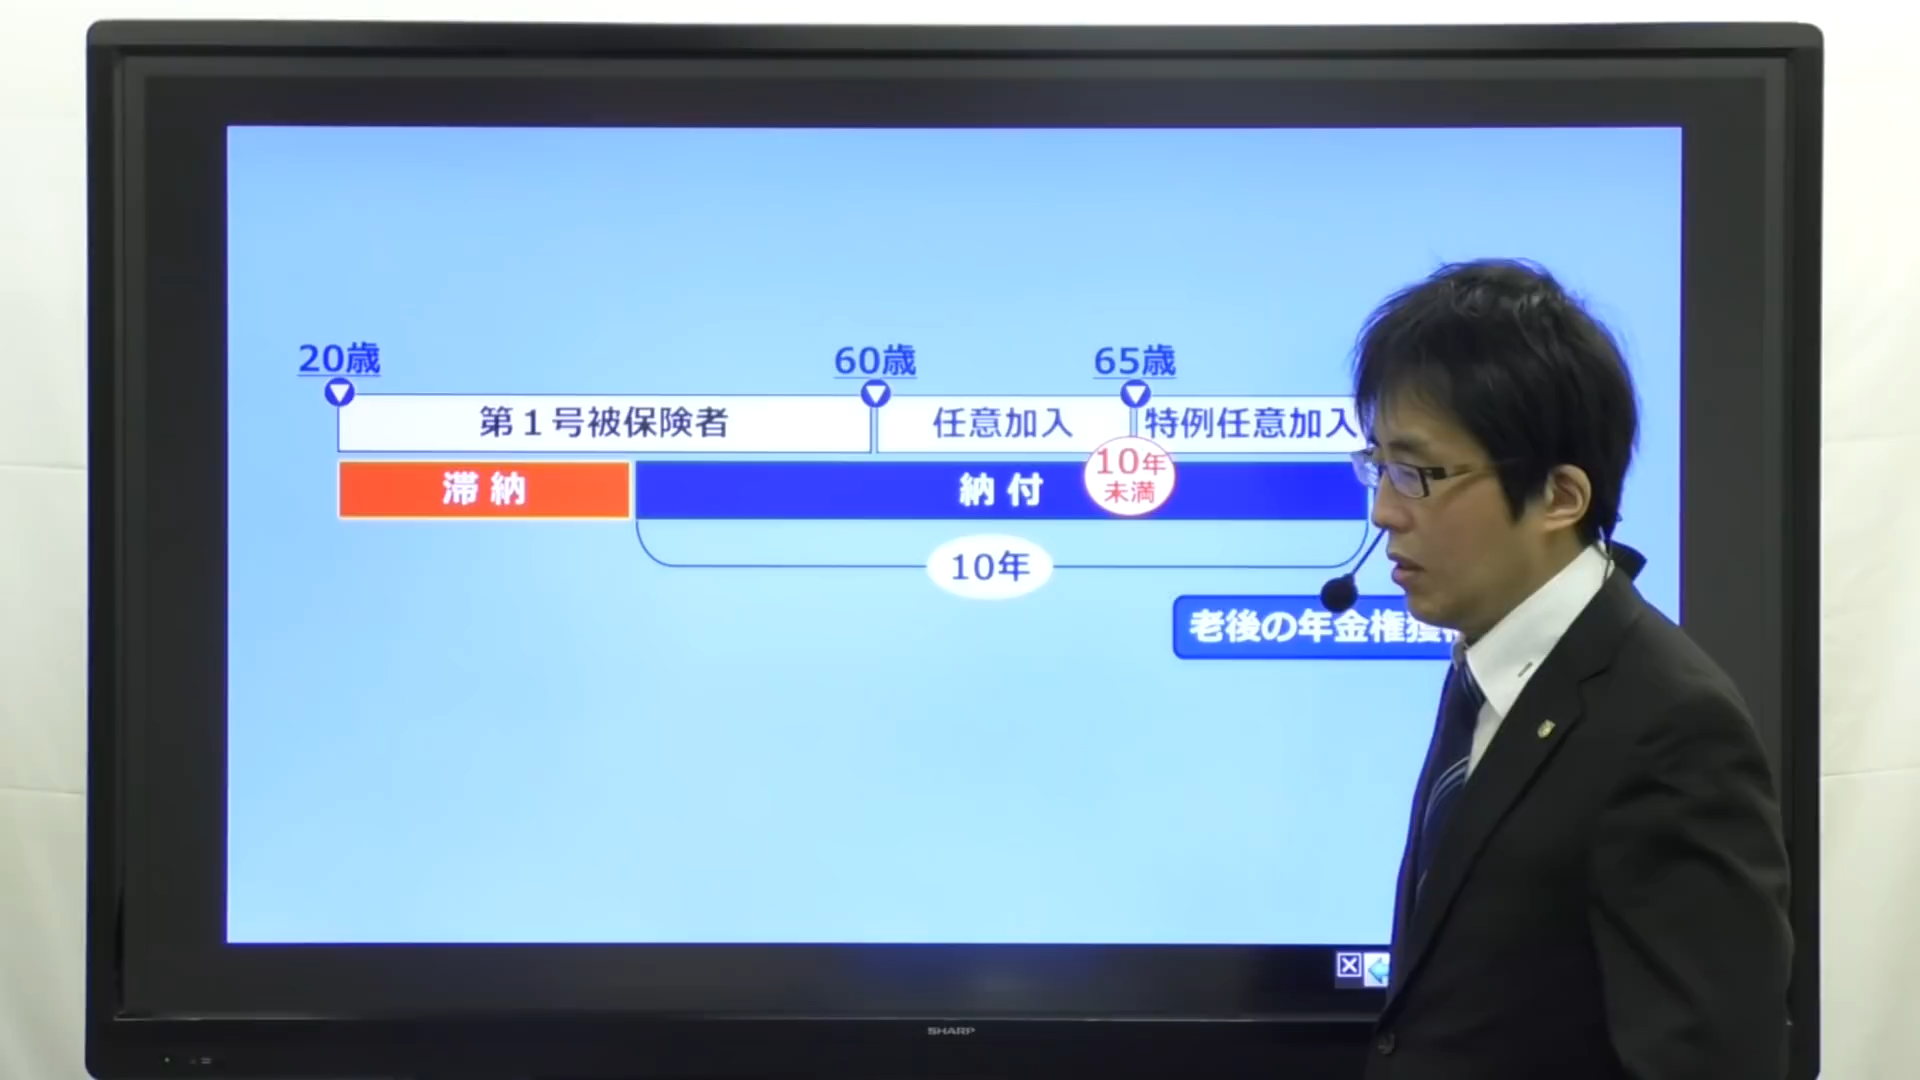 20歳
60歳
65歳
第1号被保険者
任意加入
特例任意加入
滞納
納付
10年
未満
10年
老後の年金権獲
SHARP